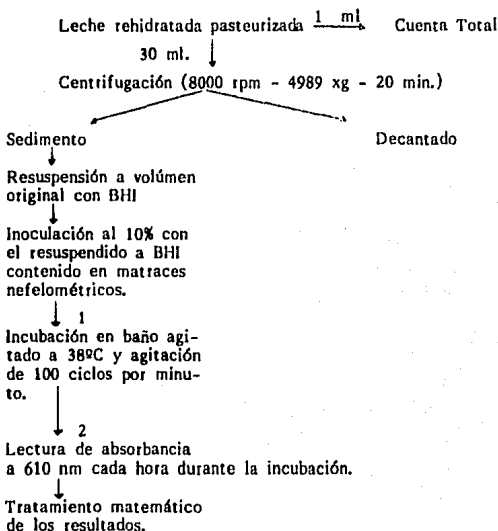 Leche rehidratada pasteurizada 1 ml Cuenta Total
30 ml.
Centrifugación (8000 rpm - 4989 xg - 20 min.)
Sedimento Decantado
Resuspensión a volúmen
original con BHI
Inoculación al 10% con
el resuspendido a BHI
contenido en matraces
nefelométricos.
1
Incubación en baño agi-
tado a 38ºC y agitación
de 100 ciclos por minu-
to.
2
Lectura de absorbancia
a 610 nm cada hora durante la incubación.
Tratamiento matemático
de los resultados.